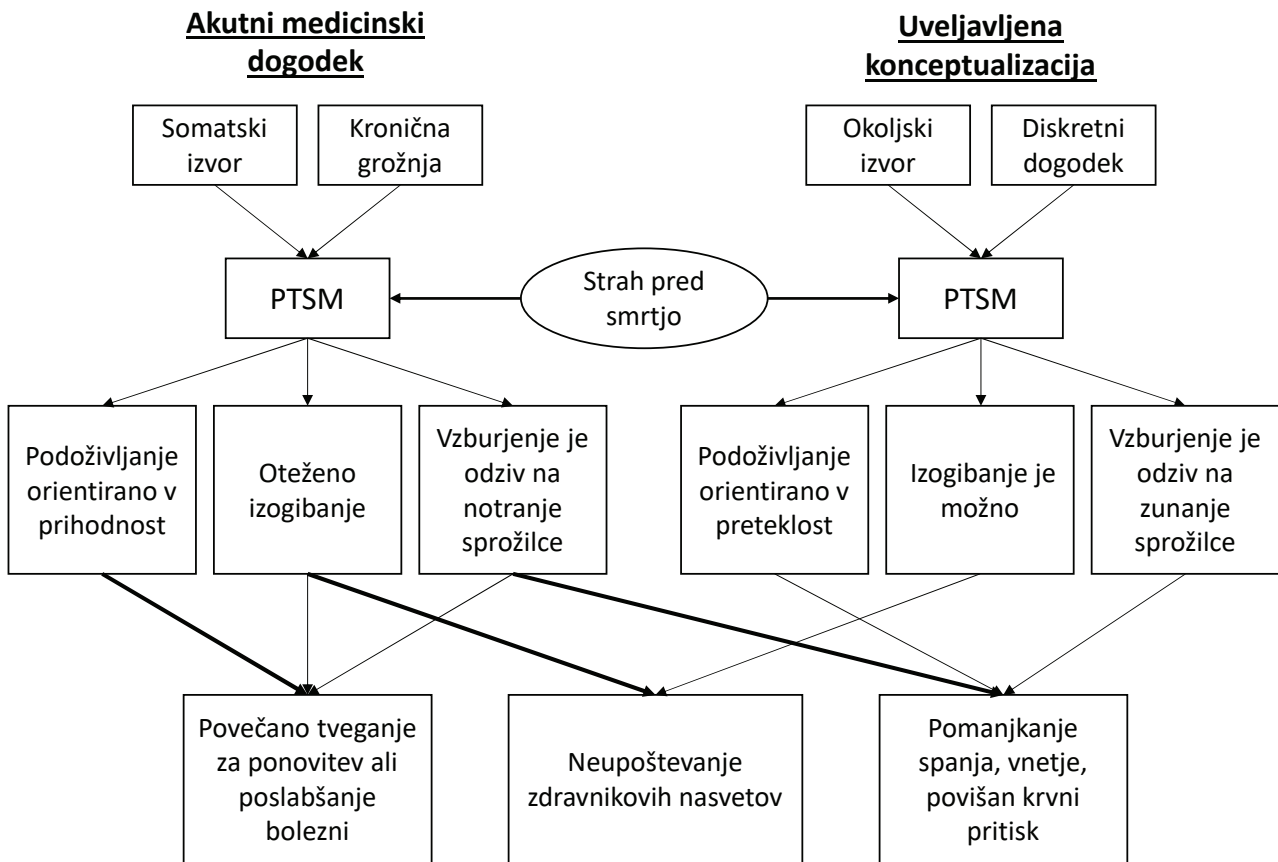 Akutni medicinski
dogodek
Uveljavljena
konceptualizacija
Somatski
izvor
Kronična
grožnja
Okoljski
izvor
Diskretni
dogodek
PTSM
Strah pred
smrtjo
PTSM
Podoživljanje
orientirano v
prihodnost
Oteženo
izogibanje
Vzburjenje je
odziv na
notranje
sprožilce
Podoživljanje
orientirano v
preteklost
Izogibanje je
možno
Vzburjenje je
odziv na
zunanje
sprožilce
Povečano tveganje
za ponovitev ali
poslabšanje
bolezni
Neupoštevanje
zdravnikovih nasvetov
Pomanjkanje
spanja, vnetje,
povišan krvni
pritisk